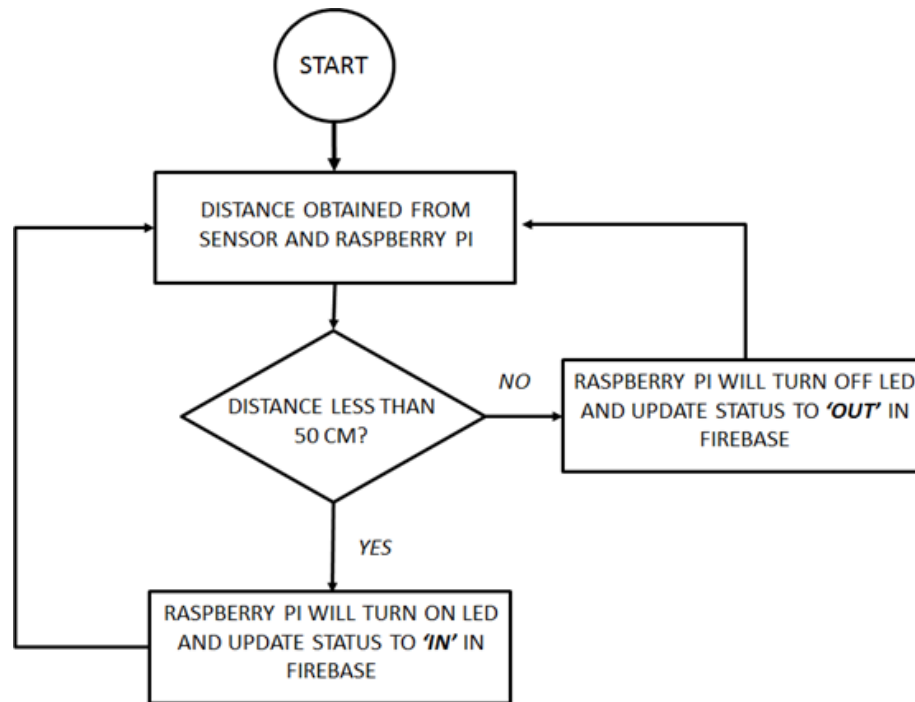 START
DISTANCE OBTAINED FROM
SENSOR AND RASPBERRY PI
DISTANCE LESS THAN
50 CM?
NO
RASPBERRY PI WILL TURN OFF LED
AND UPDATE STATUS TO ‘OUT’ IN
FIREBASE
YES
RASPBERRY PI WILL TURN ON LED
AND UPDATE STATUS TO ‘IN’ IN
FIREBASE